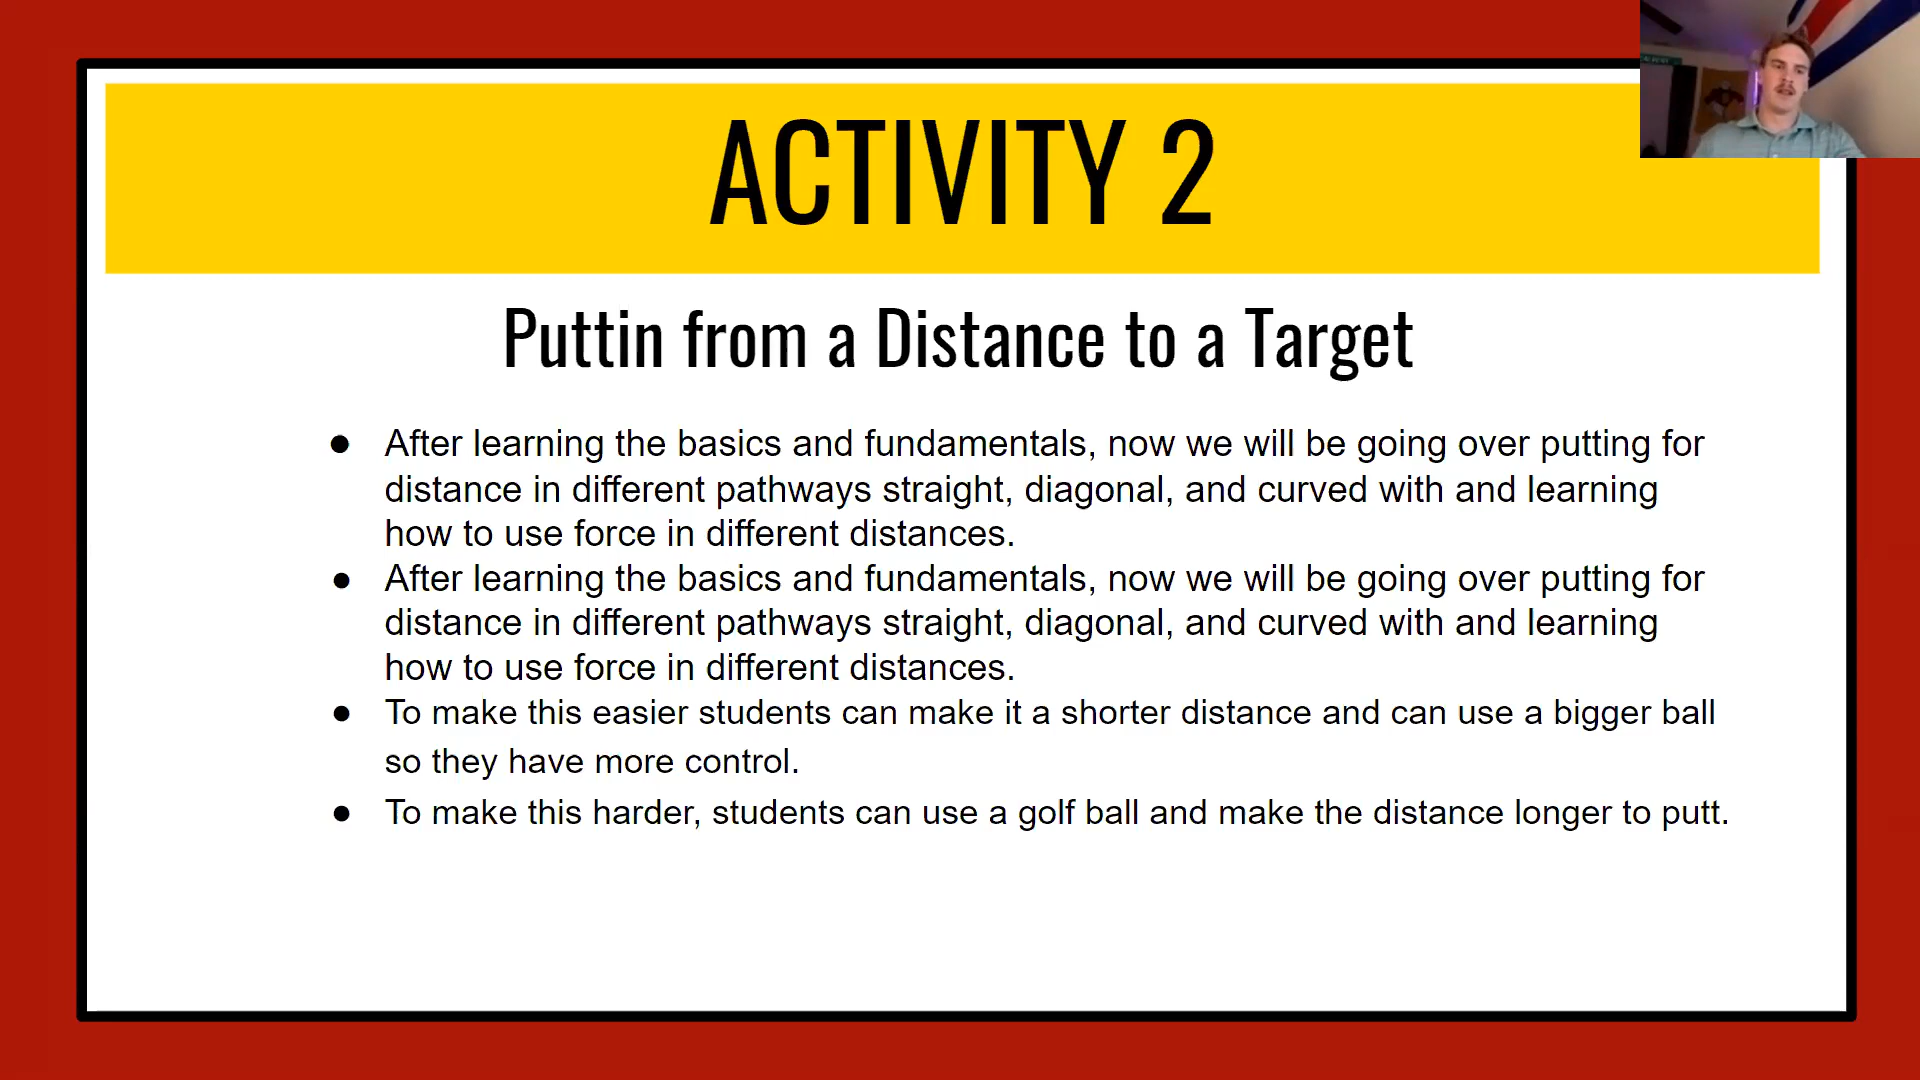 ACTIVITY 2
Puttin from a Distance to a Target
● After learning the basics and fundamentals, now we will be going over putting for
distance in different pathways straight, diagonal, and curved with and learning
how to use force in different distances.
● After learning the basics and fundamentals, now we will be going over putting for
distance in different pathways straight, diagonal, and curved with and learning
how to use force in different distances.
● To make this easier students can make it a shorter distance and can use a bigger ball
so they have more control.
● To make this harder, students can use a golf ball and make the distance longer to putt.